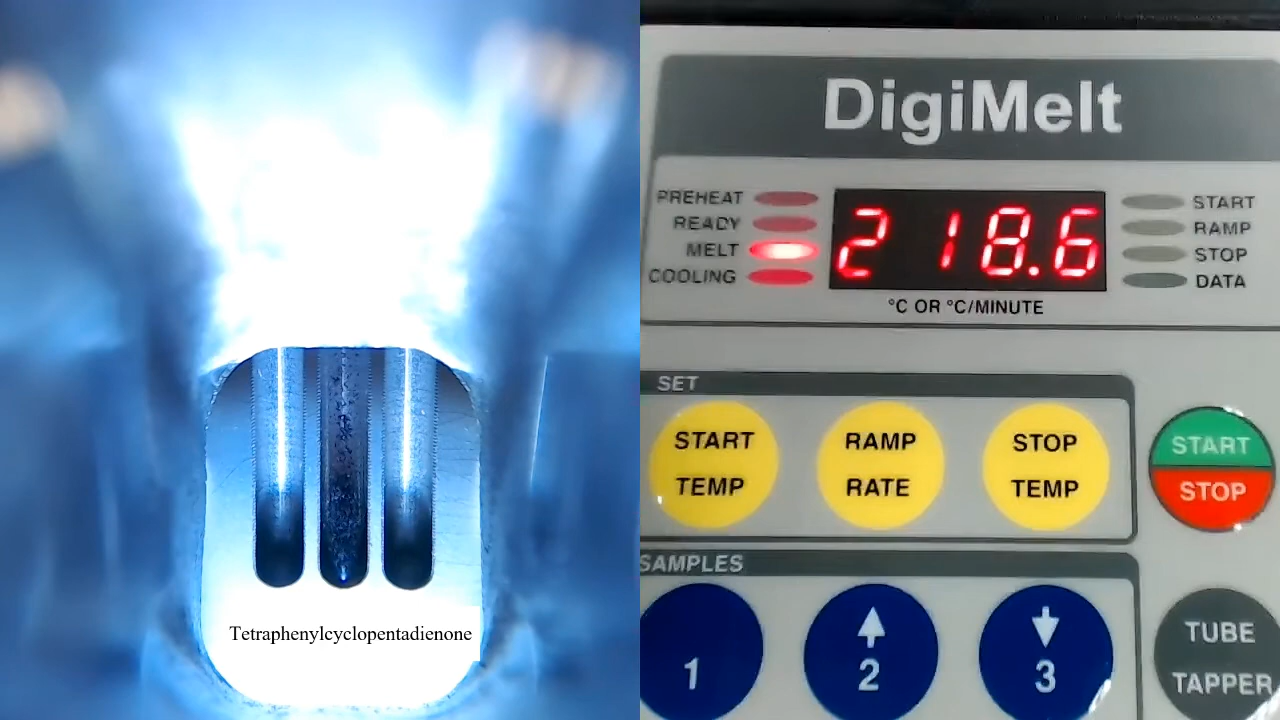 Tetraphenylcyclopentadienone
DigiMelt
PREHEAT
READY
MELT
COOLING
218.6
START
RAMP
STOP
DATA
°C OR °C/MINUTE
SET
START
TEMP
RAMP
RATE
STOP
TEMP
START
STOP
SAMPLES
1
2
3
TUBE
TAPPER